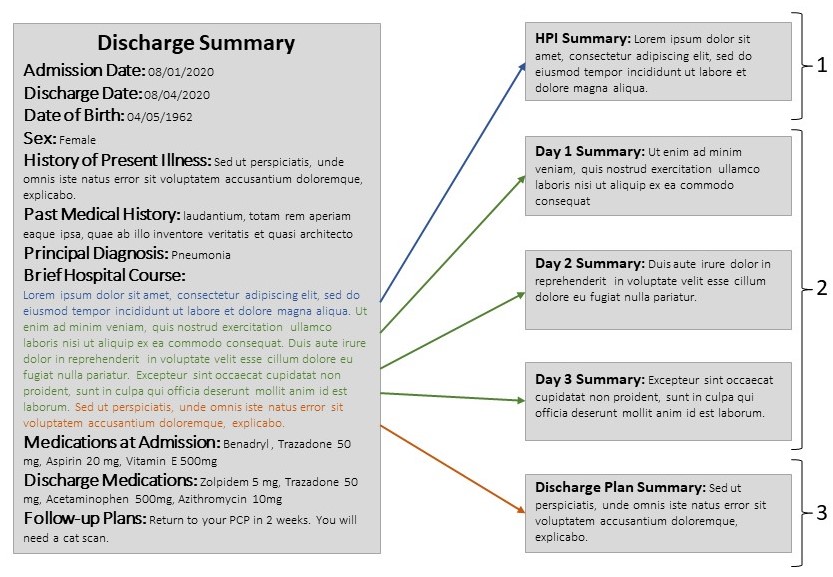 Discharge Summary
Admission Date: 08/01/2020
Discharge Date: 08/04/2020
Date of Birth: 04/05/1962
Sex: Female
History of Present Illness: Sed ut perspiciatis, unde
omnis iste natus error sit voluptatem accusantium doloremque,
explicabo.
Past Medical History: laudantium, totam rem aperiam
eaque ipsa, quae ab illo inventore veritatis et quasi architecto
Principal Diagnosis: Pneumonia
Brief Hospital Course:
Lorem ipsum dolor sit amet, consectetur adipiscing elit, sed do
eiusmod tempor incididunt ut labore et dolore magna aliqua. Ut
enim ad minim veniam, quis nostrud exercitation ullamco
laboris nisi ut aliquip ex ea commodo consequat. Duis aute irure
dolor in reprehenderit in voluptate velit esse cillum dolore eu
fugiat nulla pariatur. Excepteur sint occaecat cupidatat non
proident, sunt in culpa qui officia deserunt mollit anim id est
laborum. Sed ut perspiciatis, unde omnis iste natus error sit
voluptatem accusantium doloremque, explicabo.
Medications at Admission: Benadryl, Trazadone 50
mg, Aspirin 20 mg, Vitamin E 500mg
Discharge Medications: Zolpidem 5 mg, Trazadone 50
mg, Acetaminophen 500mg, Azithromycin 10mg
Follow-up Plans: Return to your PCP in 2 weeks. You will
need a cat scan.
HPI Summary: Lorem ipsum dolor sit
amet, consectetur adipiscing elit, sed do
eiusmod tempor incididunt ut labore et
dolore magna aliqua.
1
Day 1 Summary: Ut enim ad minim
veniam, quis nostrud exercitation ullamco
laboris nisi ut aliquip ex ea commodo
consequat
Day 2 Summary: Duis aute irure dolor in
reprehenderit in voluptate velit esse cillum
dolore eu fugiat nulla pariatur.
2
Day 3 Summary: Excepteur sint occaecat
cupidatat non proident, sunt in culpa qui
officia deserunt mollit anim id est laborum.
Discharge Plan Summary: Sed ut
perspiciatis, unde omnis iste natus error sit
voluptatem accusantium doloremque,
explicabo.
3